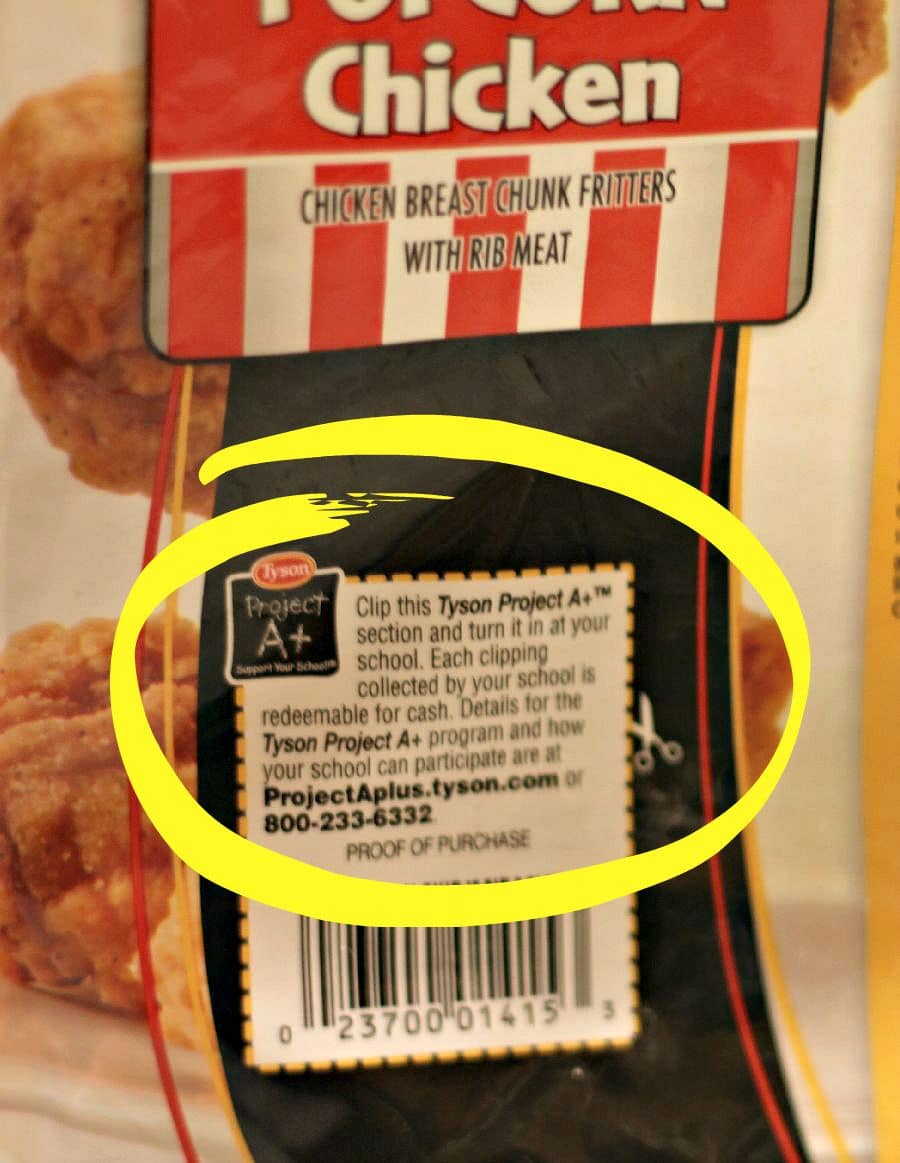 Chicken
CHICKEN BREAST CHUNK FRITTERS
WITH RIB MEAT
Tyson
Project
A+
Support Your School™
Clip this Tyson Project A+™
section and turn it in at your
school. Each clipping
collected by your school is
redeemable for cash. Details for the
Tyson Project A+ program and how
your school can participate are at
ProjectAplus.tyson.com or
800-233-6332.
PROOF OF PURCHASE
0 23700 01415 3